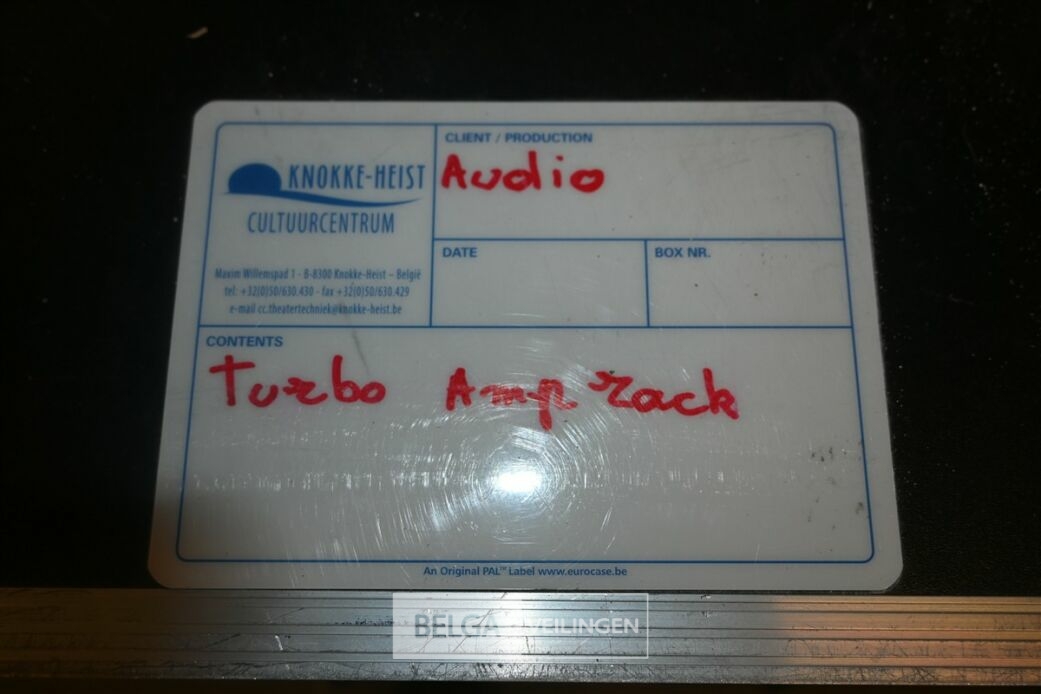 KNOKKE-HEIST
CULTUURCENTRUM
Maxim Willemspad 1 - B-8300 Knokke-Heist – België
tel: +32(0)50/630.430 - fax +32(0)50/630.429
e-mail cc.theatertechniek@knokke-heist.be
CLIENT / PRODUCTION
Audio
DATE
BOX NR.
CONTENTS
Turbo Amp rack
An Original PAL™ Label www.eurocase.be
BELGA VEILINGEN